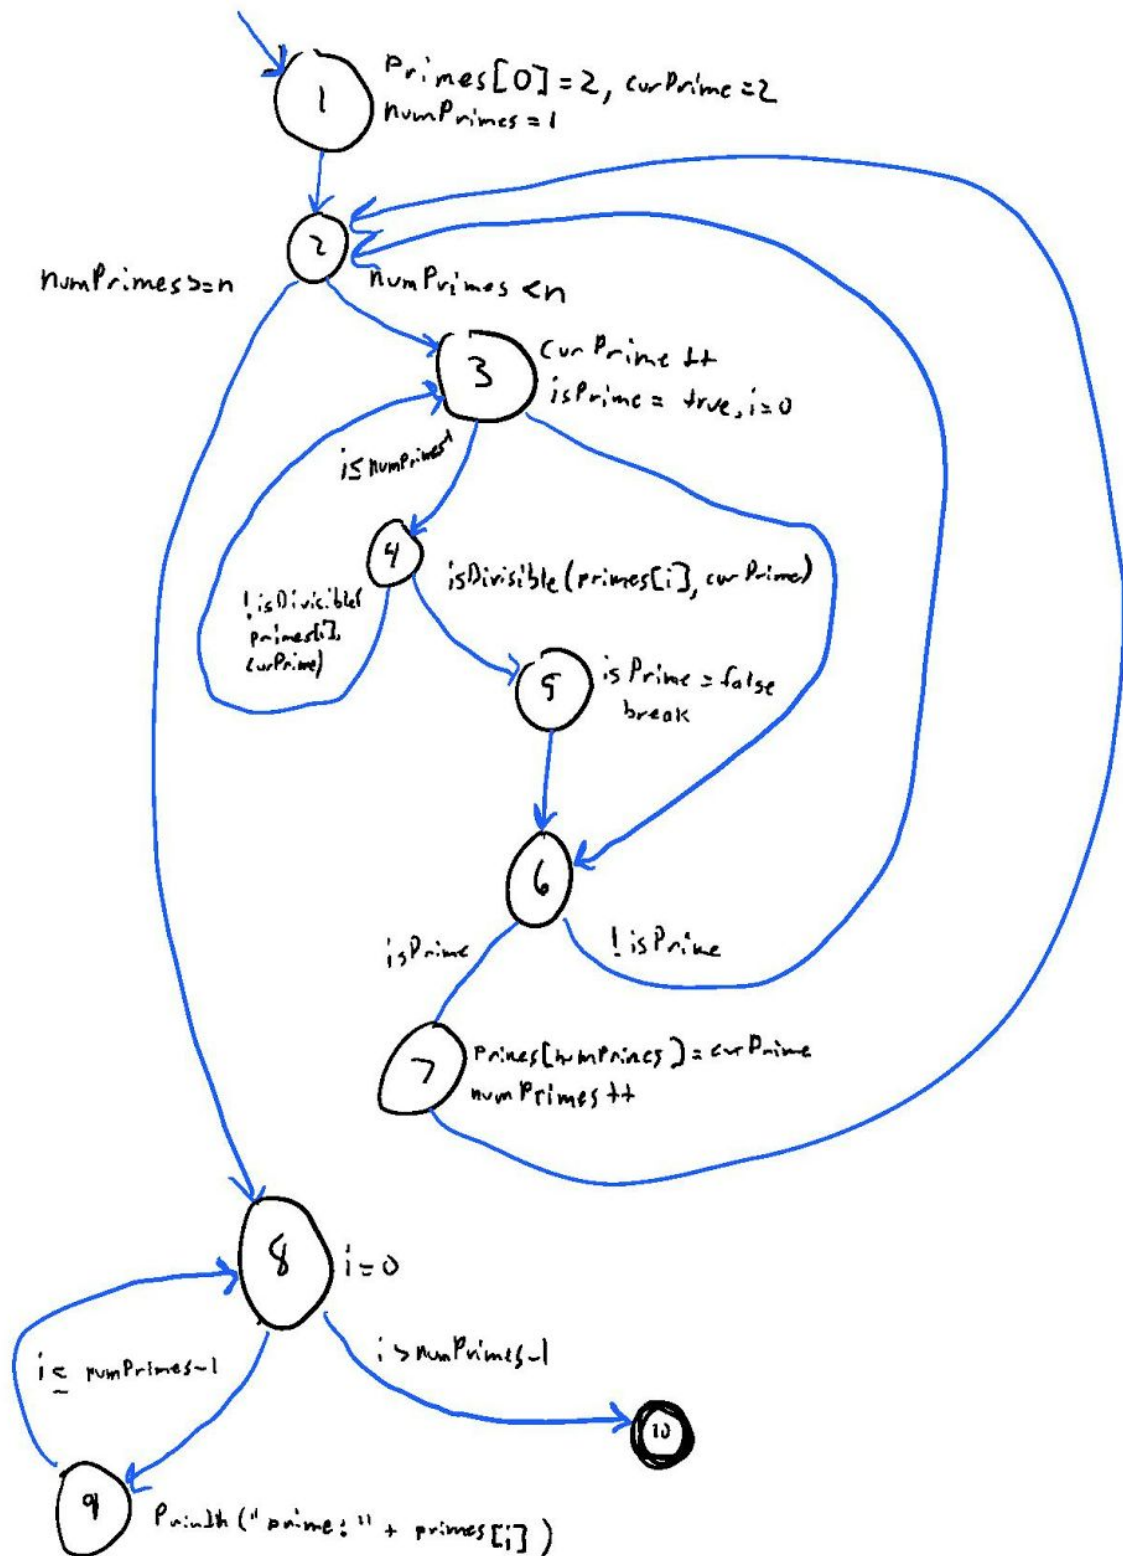 1
Primes[0]=2, curPrime=2
numPrimes=1
2
numPrimes>=n
numPrimes <n
3
curPrime ++
isPrime = true, i=0
i≤numPrimes-1
4
isDivisible(primes[i], curPrime)
!isDivisible(
primes[i],
curPrime)
5
isPrime = false
break
6
isPrime
!isPrime
7
Primes[numPrimes]=curPrime
numPrimes ++
8
i=0
i≤ numPrimes-1
i>numPrimes-1
10
9
Println("prime:" + primes[i])